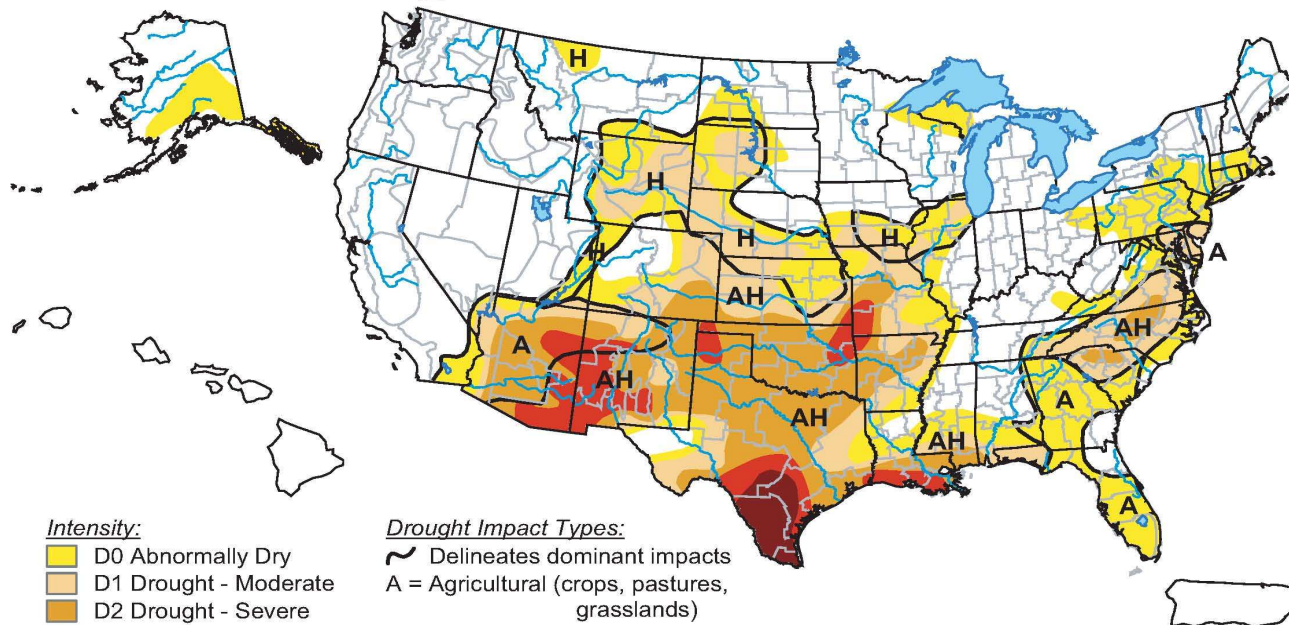 H
H
H
H
H
AH
A
AH
A
AH
AH
A
AH
A
Intensity:
D0 Abnormally Dry
D1 Drought - Moderate
D2 Drought - Severe
Drought Impact Types:
Delineates dominant impacts
A = Agricultural (crops, pastures,
grasslands)